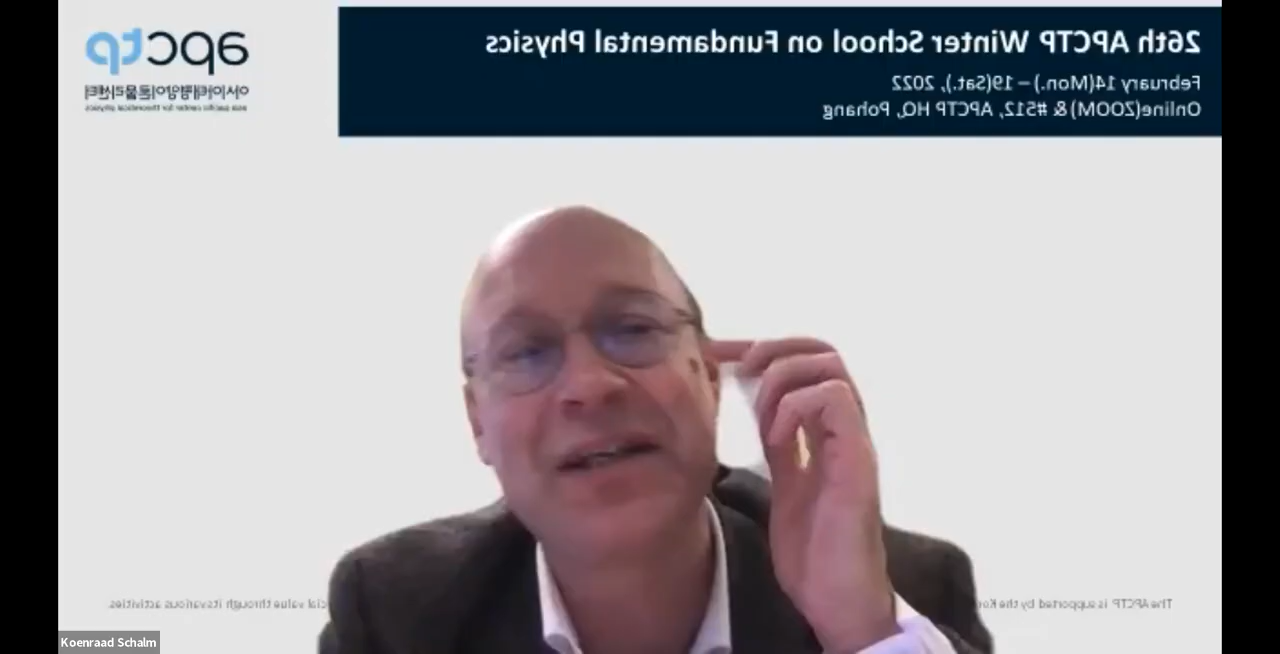 apctp
아시아태평양이론물리센터
asia pacific center for theoretical physics
26th APCTP Winter School on Fundamental Physics
February 14(Mon.) – 19(Sat.), 2022
Online(ZOOM) & #512, APCTP HQ, Pohang
The APCTP is supported by the Ko
cial value through its various activities.
Koenraad Schalm